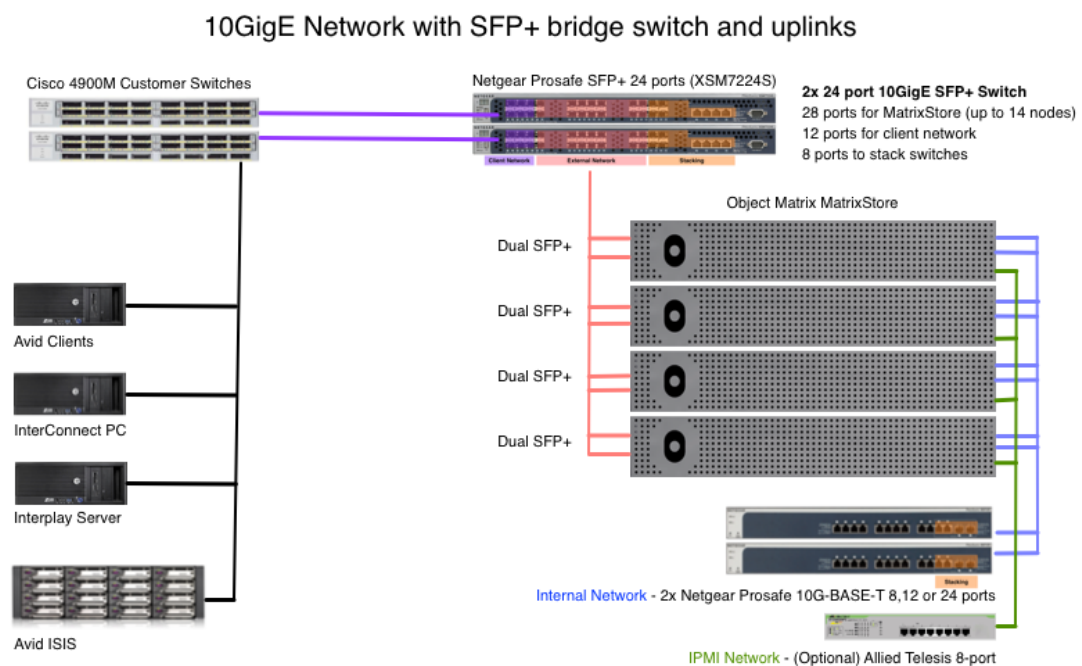 10GigE Network with SFP+ bridge switch and uplinks
Cisco 4900M Customer Switches
Netgear Prosafe SFP+ 24 ports (XSM7224S)
2x 24 port 10GigE SFP+ Switch
28 ports for MatrixStore (up to 14 nodes)
12 ports for client network
8 ports to stack switches
Client Network
External Network
Stacking
Object Matrix MatrixStore
Dual SFP+
Dual SFP+
Dual SFP+
Dual SFP+
Avid Clients
InterConnect PC
Interplay Server
Avid ISIS
Stacking
Internal Network - 2x Netgear Prosafe 10G-BASE-T 8,12 or 24 ports
IPMI Network - (Optional) Allied Telesis 8-port